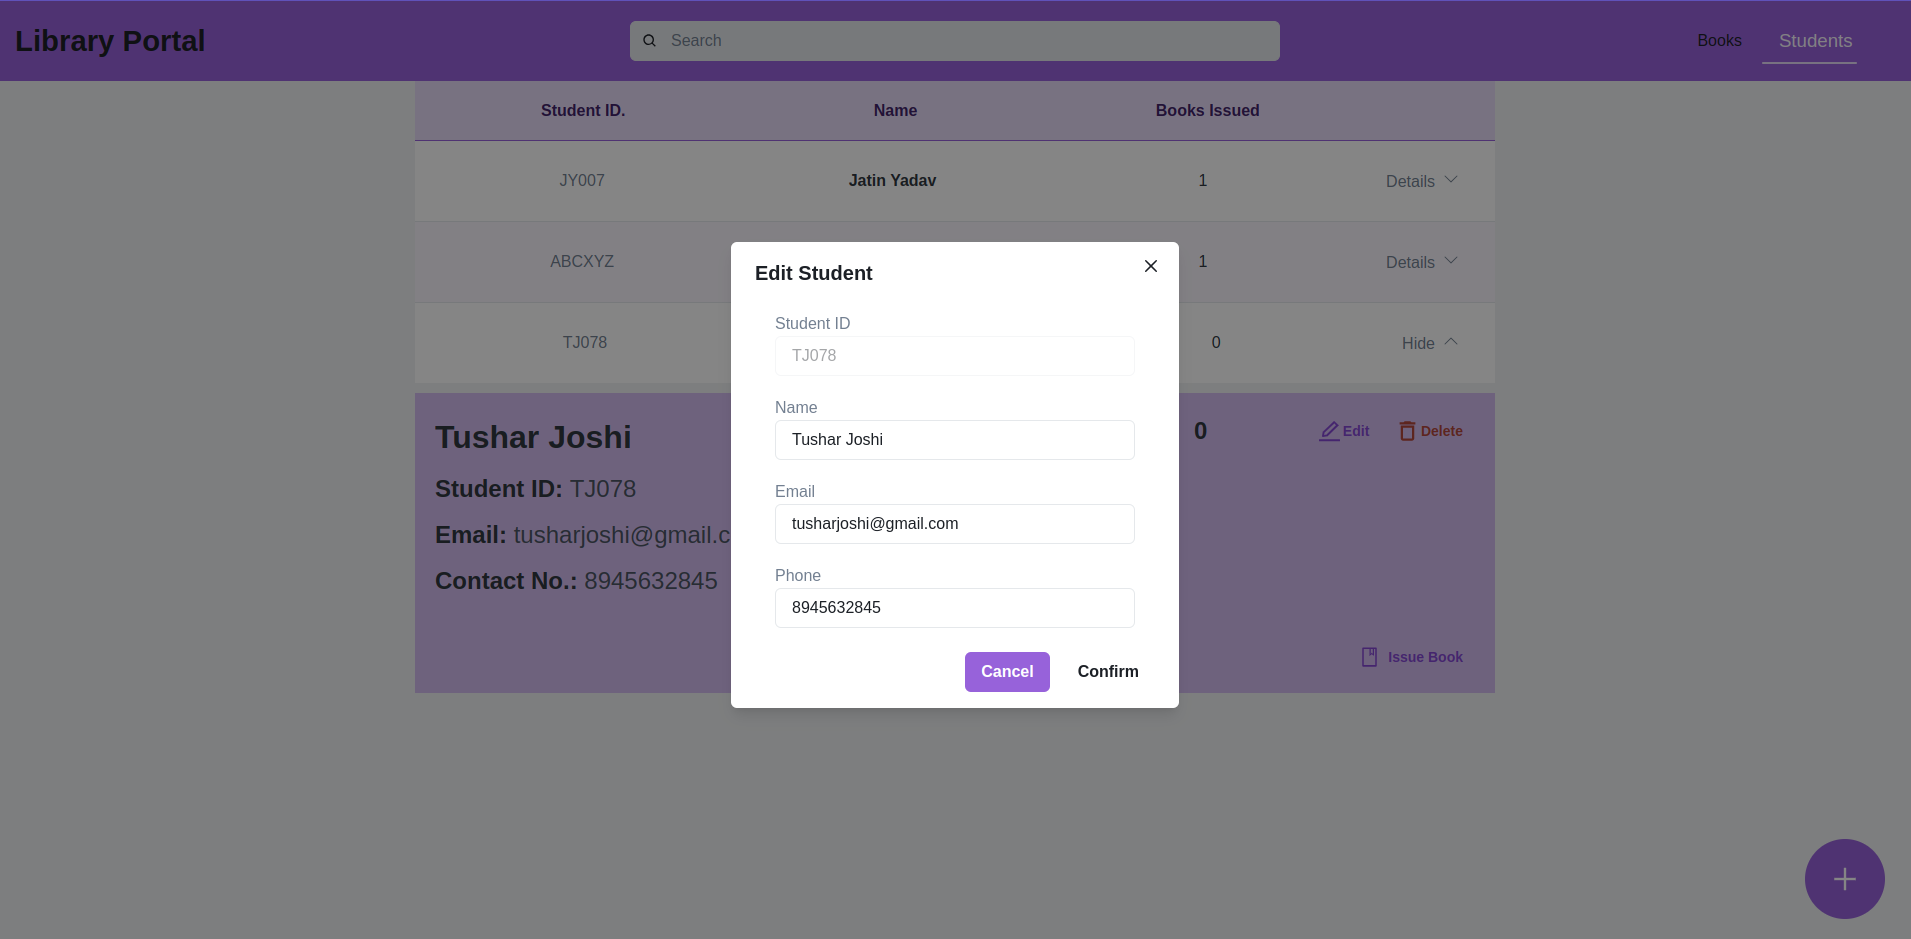 Library Portal
Search
Books
Students
Student ID.
Name
Books Issued
JY007
Jatin Yadav
1
Details
ABCXYZ
1
Details
TJ078
0
Hide
Tushar Joshi
0
Edit
Delete
Student ID: TJ078
Email: tusharjoshi@gmail.c
Contact No.: 8945632845
Issue Book
Edit Student
Student ID
TJ078
Name
Tushar Joshi
Email
tusharjoshi@gmail.com
Phone
8945632845
Cancel
Confirm